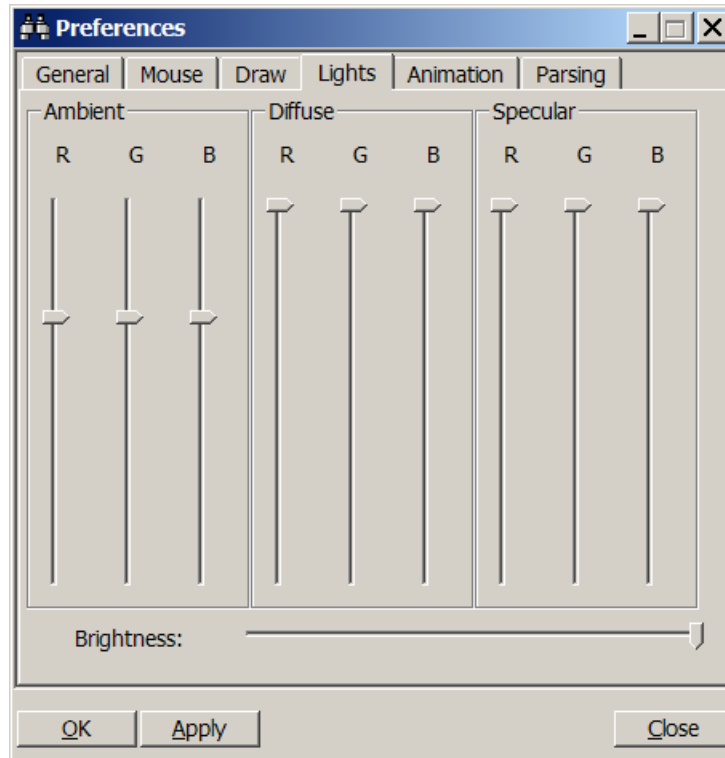 Preferences
General Mouse Draw Lights Animation Parsing
Ambient Diffuse Specular
R G B R G B R G B
Brightness:
OK Apply Close